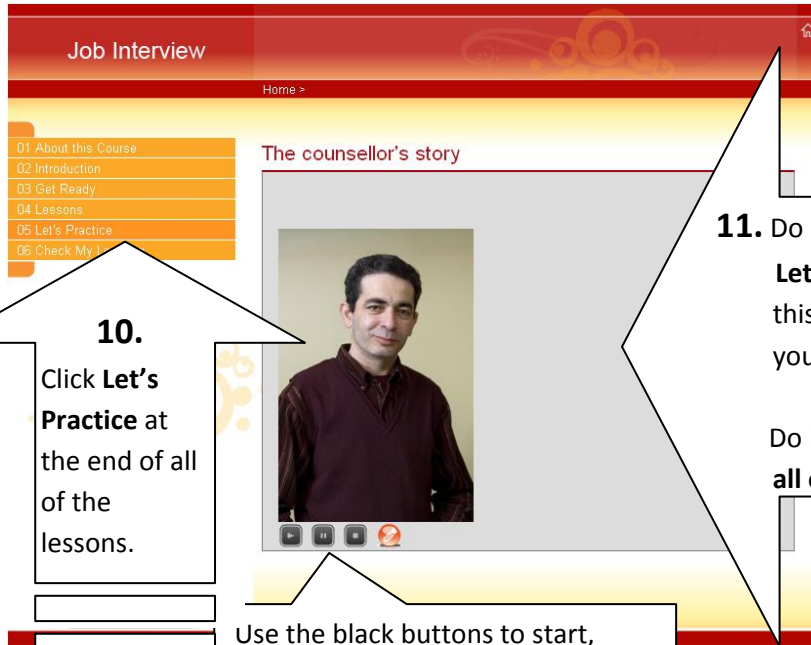 Job Interview
Home >
01 About this Course
02 Introduction
03 Get Ready
04 Lessons
05 Let's Practice
06 Check My
The counsellor's story
10.
Click Let's
Practice at
the end of all
of the
lessons.
11. Do
Let
this
you
Do
all
Use the black buttons to start,